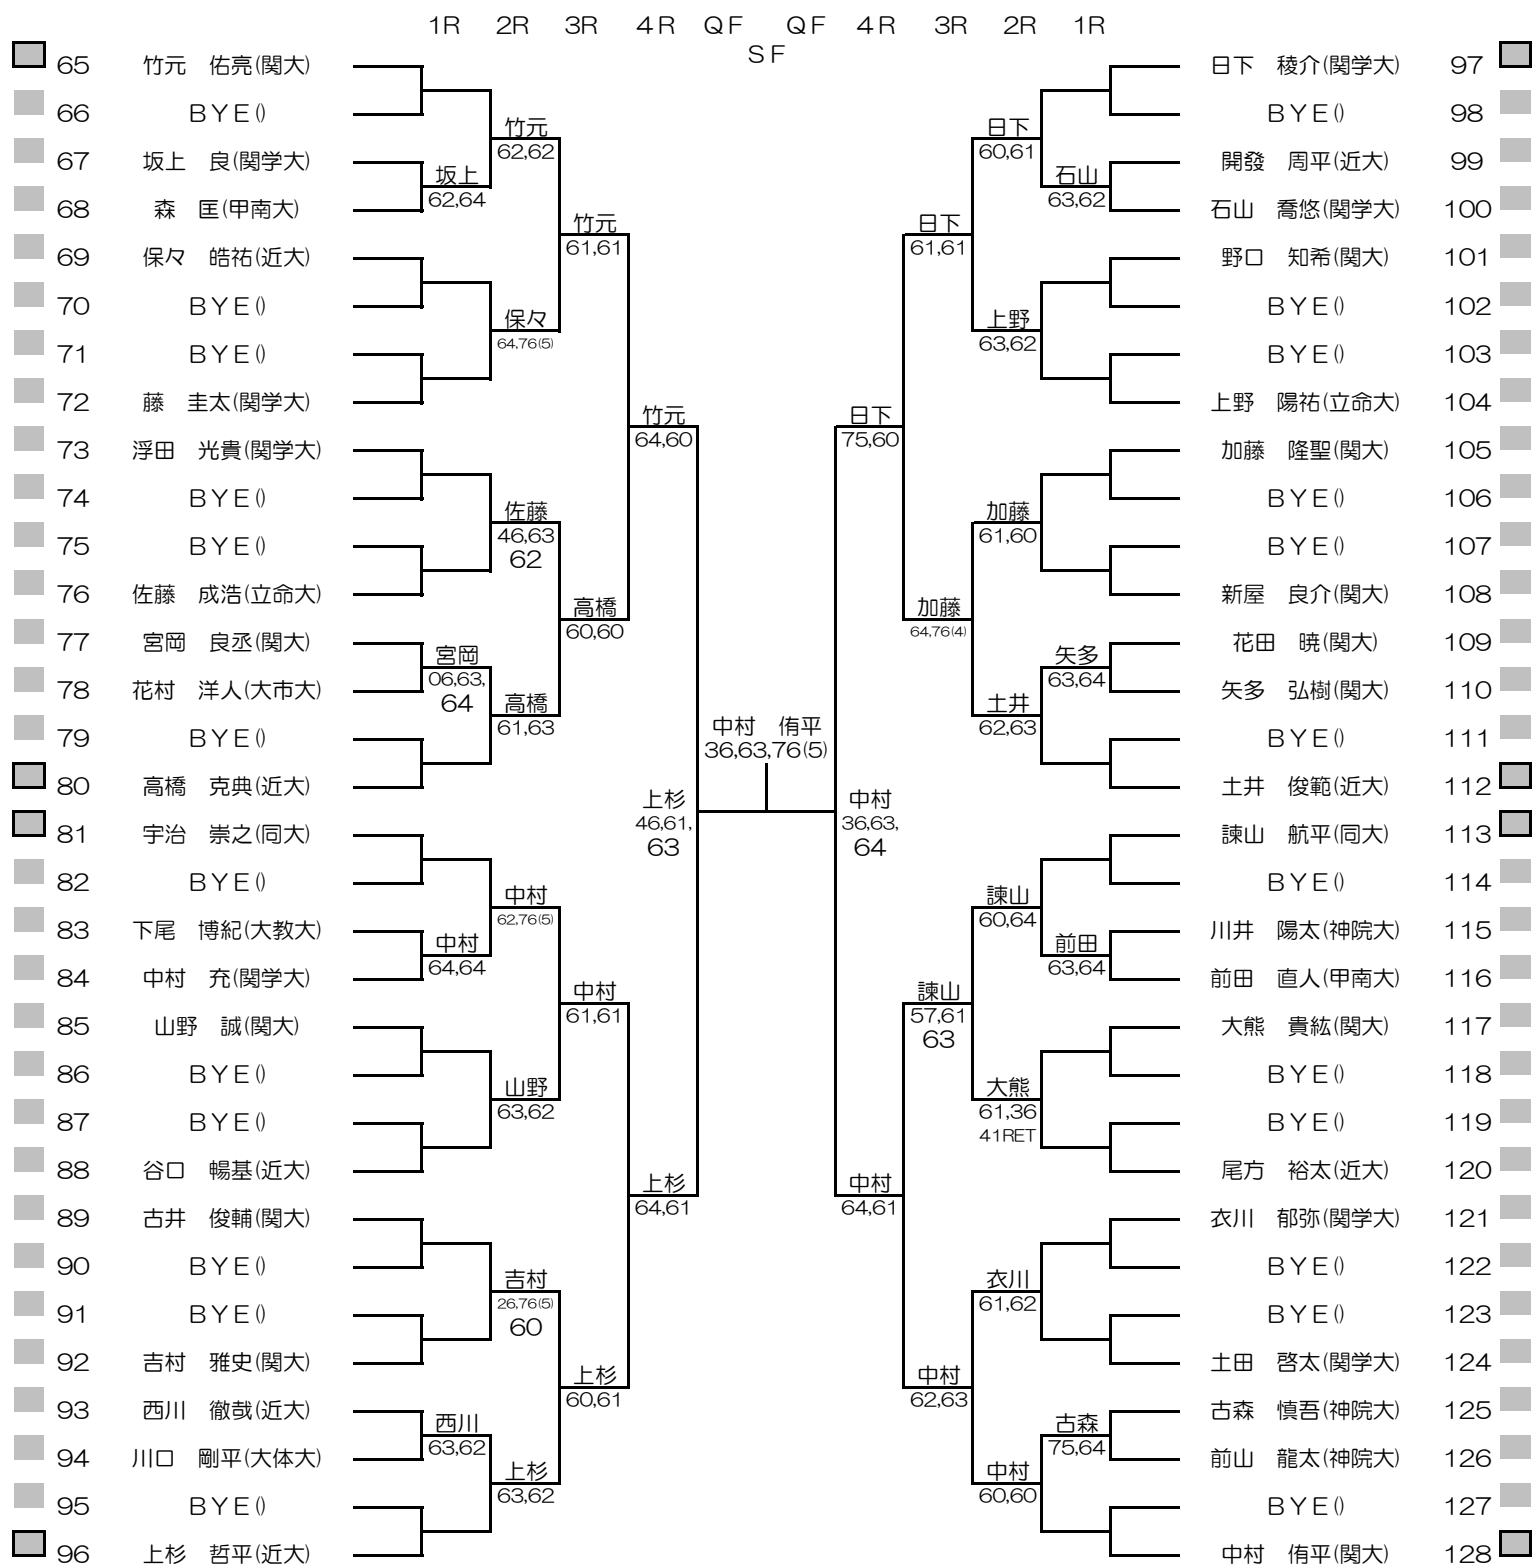 1R 2R 3R 4R QF QF 4R 3R 2R 1R
SF
65 竹元 佑亮(関大)
66 BYE()
67 坂上 良(関学大)
68 森 匡(甲南大)
69 保々 皓祐(近大)
70 BYE()
71 BYE()
72 藤 圭太(関学大)
73 浮田 光貴(関学大)
74 BYE()
75 BYE()
76 佐藤 成浩(立命大)
77 宮岡 良丞(関大)
78 花村 洋人(大市大)
79 BYE()
80 高橋 克典(近大)
81 宇治 崇之(同大)
82 BYE()
83 下尾 博紀(大教大)
84 中村 充(関学大)
85 山野 誠(関大)
86 BYE()
87 BYE()
88 谷口 暢基(近大)
89 古井 俊輔(関大)
90 BYE()
91 BYE()
92 吉村 雅史(関大)
93 西川 徹哉(近大)
94 川口 剛平(大体大)
95 BYE()
96 上杉 哲平(近大)
坂上
62,64
宮岡
06,63,
64
中村
64,64
西川
63,62
竹元
62,62
保々
64,76(5)
佐藤
46,63
62
高橋
61,63
中村
62,76(5)
山野
63,62
吉村
26,76(5)
60
上杉
63,62
竹元
61,61
高橋
60,60
中村
61,61
上杉
60,61
竹元
64,60
上杉
64,61
上杉
46,61,
63
中村 侑平
36,63,76(5)
中村
36,63,
64
日下
75,60
中村
64,61
日下
61,61
加藤
64,76(4)
諫山
57,61
63
中村
62,63
日下
60,61
上野
63,62
加藤
61,60
土井
62,63
諫山
60,64
大熊
61,36
41RET
衣川
61,62
中村
60,60
石山
63,62
矢多
63,64
前田
63,64
古森
75,64
日下 稜介(関学大) 97
BYE() 98
開發 周平(近大) 99
石山 喬悠(関学大) 100
野口 知希(関大) 101
BYE() 102
BYE() 103
上野 陽祐(立命大) 104
加藤 隆聖(関大) 105
BYE() 106
BYE() 107
新屋 良介(関大) 108
花田 暁(関大) 109
矢多 弘樹(関大) 110
BYE() 111
土井 俊範(近大) 112
諫山 航平(同大) 113
BYE() 114
川井 陽太(神院大) 115
前田 直人(甲南大) 116
大熊 貴紘(関大) 117
BYE() 118
BYE() 119
尾方 裕太(近大) 120
衣川 郁弥(関学大) 121
BYE() 122
BYE() 123
土田 啓太(関学大) 124
古森 慎吾(神院大) 125
前山 龍太(神院大) 126
BYE() 127
中村 侑平(関大) 128